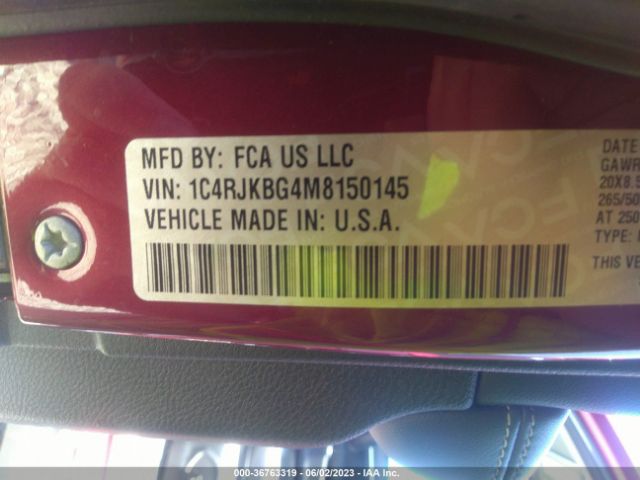 MFD BY: FCA US LLC
VIN: 1C4RJKBG4M8150145
VEHICLE MADE IN: U.S.A.
DATE
GAWR
20X8.5
265/50
AT 250
TYPE:
THIS VE
000-36763319 - 06/02/2023 - IAA Inc.